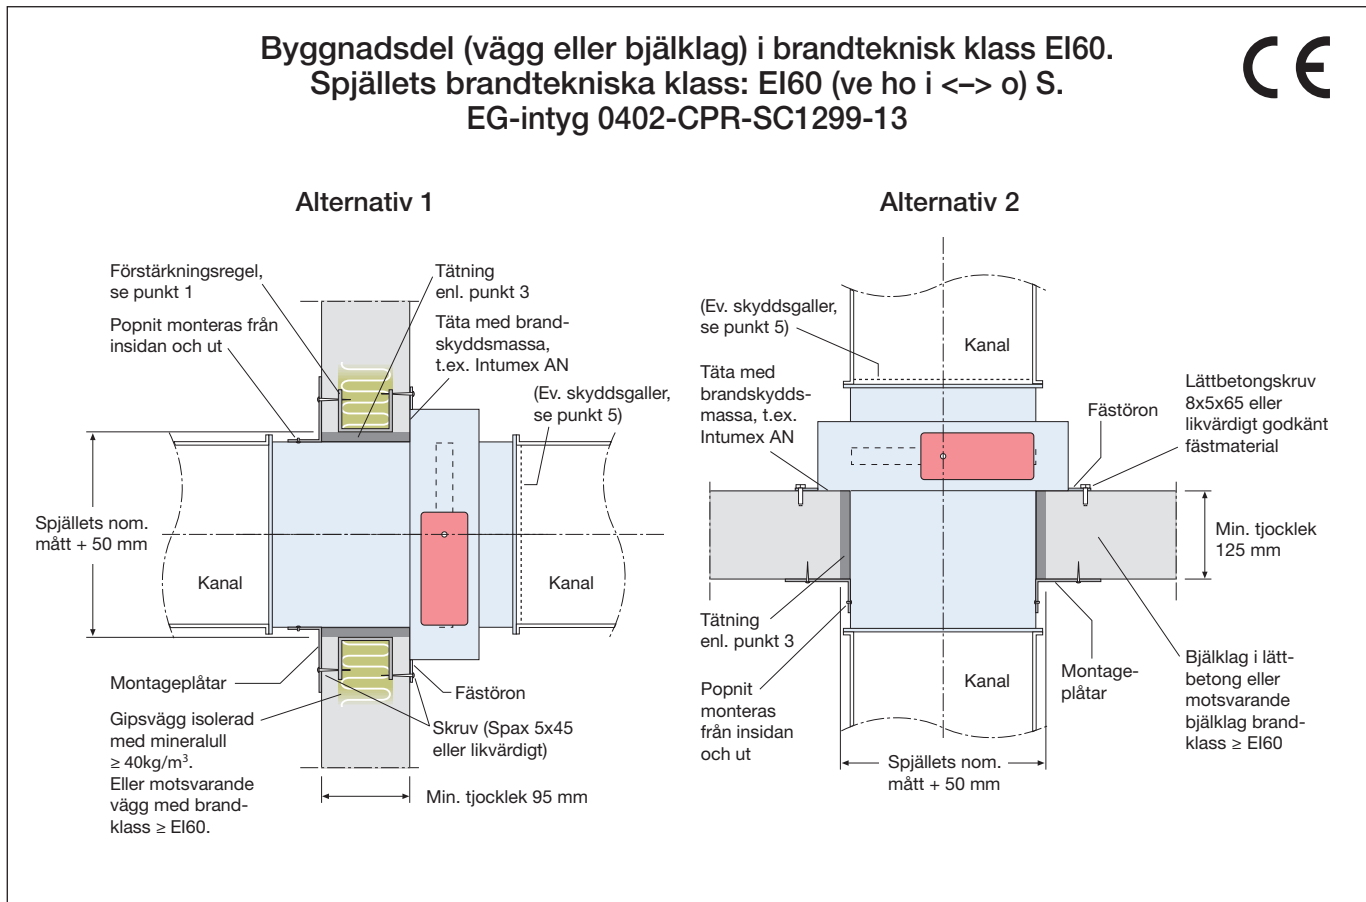 Byggnadsdel (vägg eller bjälklag) i brandteknisk klass EI60.
Spjällets brandtekniska klass: EI60 (ve ho i <–> o) S.
EG-intyg 0402-CPR-SC1299-13
CE
Alternativ 1
Förstärkningsregel,
se punkt 1
Popnit monteras från
insidan och ut
Tätning
enl. punkt 3
Täta med brand-
skyddsmassa,
t.ex. Intumex AN
(Ev. skyddsgaller,
se punkt 5)
Spjällets nom.
mått + 50 mm
Kanal
Kanal
Montageplåtar
Gipsvägg isolerad
med mineralull
≥ 40kg/m³.
Eller motsvarande
vägg med brand-
klass ≥ EI60.
Fästöron
Skruv (Spax 5x45
eller likvärdigt)
Min. tjocklek 95 mm
Alternativ 2
(Ev. skyddsgaller,
se punkt 5)
Kanal
Täta med
brandskydds-
massa, t.ex.
Intumex AN
Fästöron
Lättbetongskruv
8x5x65 eller
likvärdigt godkänt
fästmaterial
Min. tjocklek
125 mm
Tätning
enl. punkt 3
Popnit
monteras
från insidan
och ut
Kanal
Montage-
plåtar
Bjälklag i lätt-
betong eller
motsvarande
bjälklag brand-
klass ≥ EI60
Spjällets nom.
mått + 50 mm